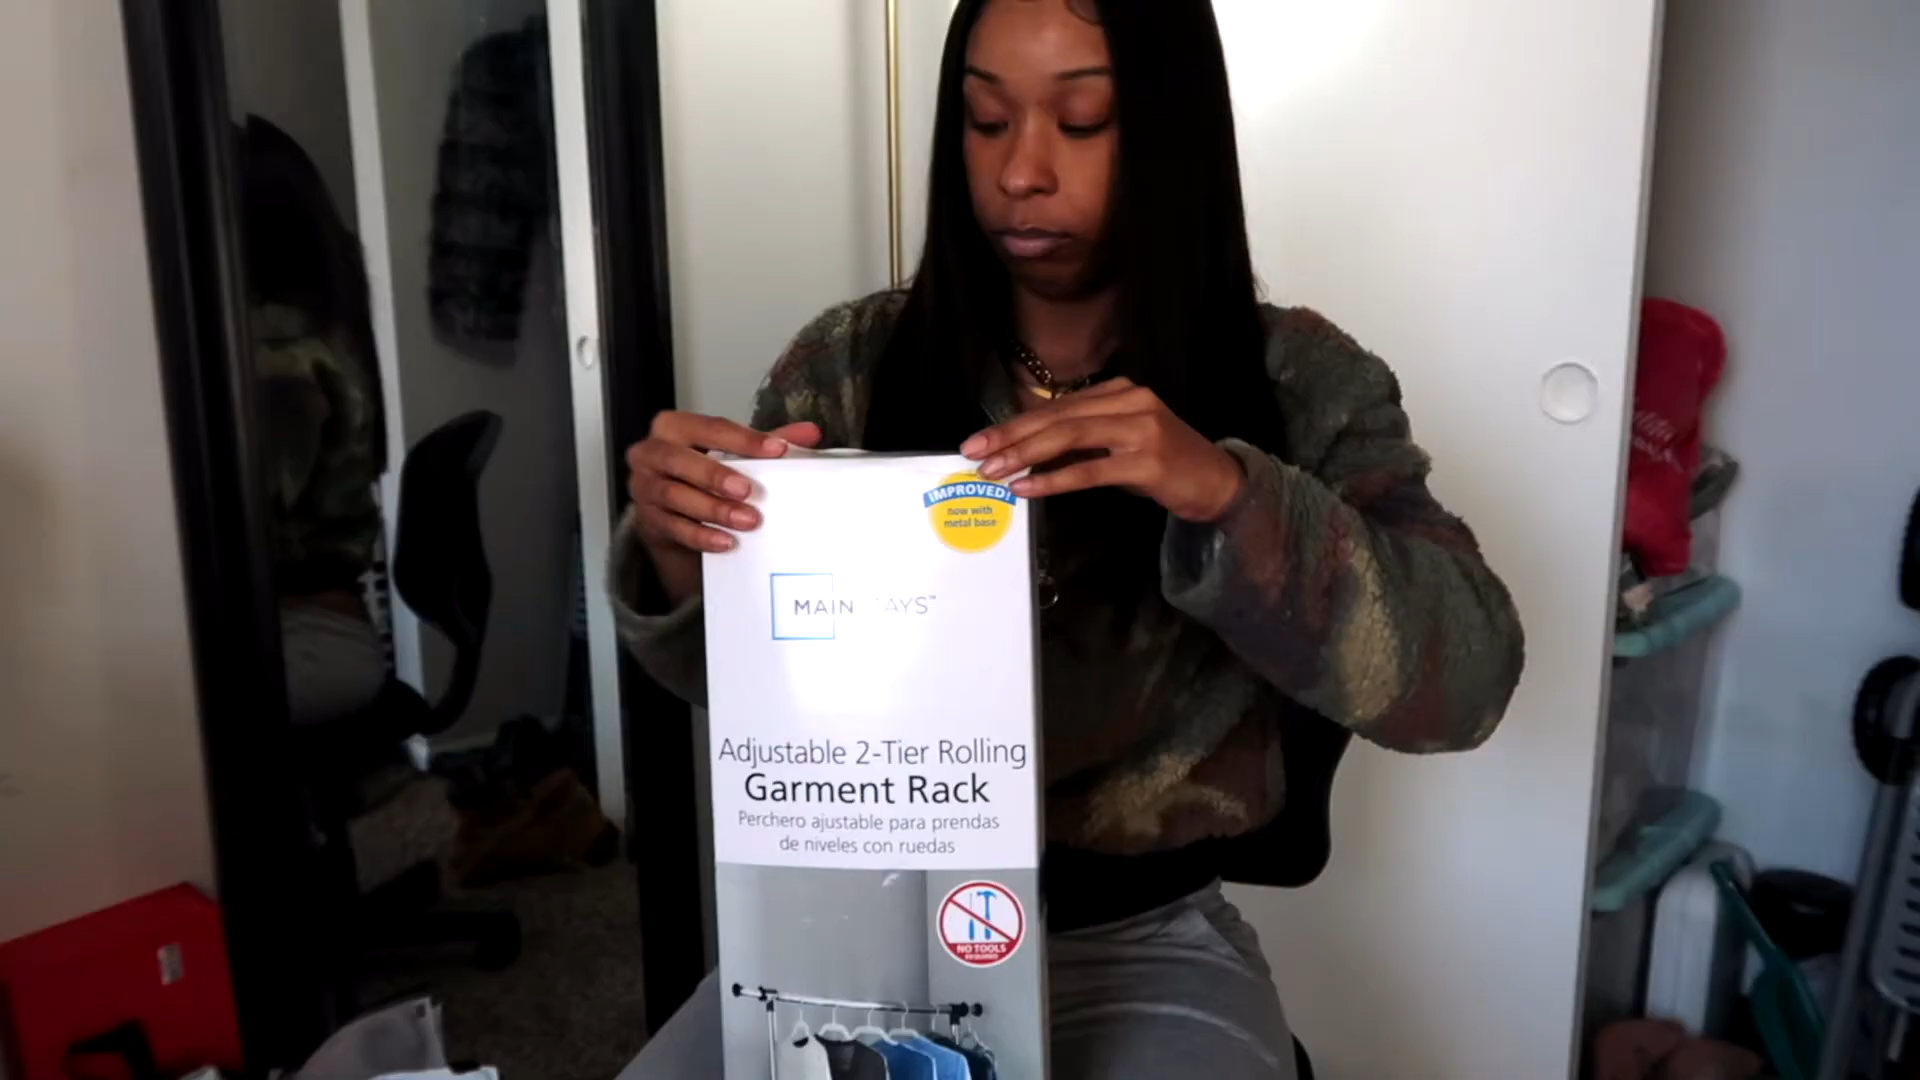 IMPROVED!
now with
metal base
MAIN AYS™
Adjustable 2-Tier Rolling
Garment Rack
Perchero ajustable para prendas
de niveles con ruedas
NO TOOLS
REQUIRED